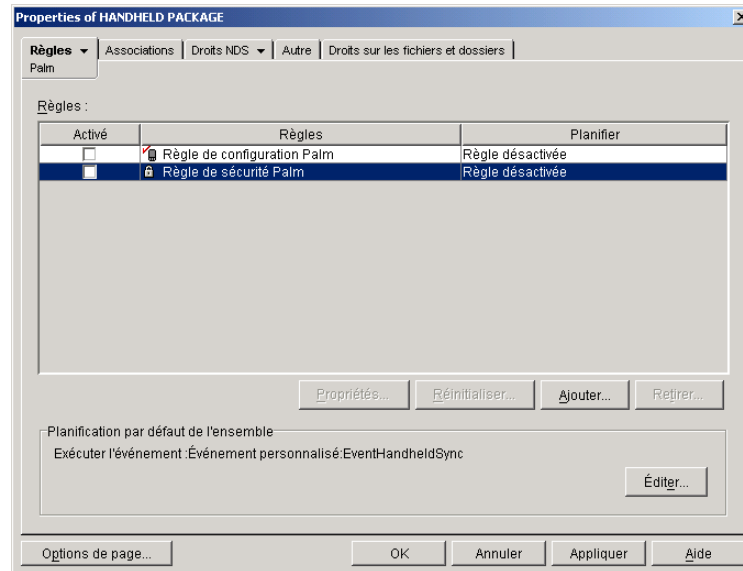 Properties of HANDHELD PACKAGE
Règles Associations Droits NDS Autre Droits sur les fichiers et dossiers
Palm
Règles :
Activé Règles Planifier
Règle de configuration Palm Règle désactivée
Règle de sécurité Palm Règle désactivée
Propriétés... Réinitialiser... Ajouter... Retirer...
Planification par défaut de l'ensemble
Exécuter l'événement :Événement personnalisé:EventHandheldSync
Éditer...
Options de page... OK Annuler Appliquer Aide